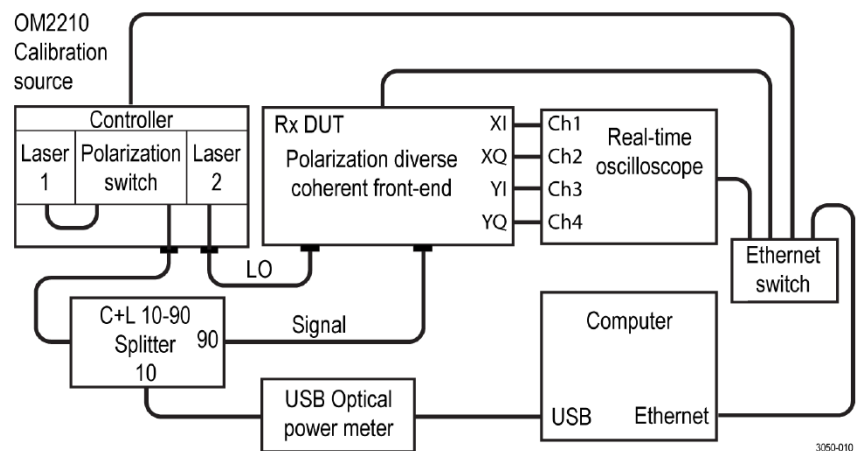 OM2210
Calibration
source
Controller
Laser
1
Polarization
switch
Laser
2
Rx DUT
Polarization diverse
coherent front-end
XI
XQ
YI
YQ
Ch1
Ch2
Ch3
Ch4
Real-time
oscilloscope
Ethernet
switch
LO
Signal
C+L 10-90
Splitter
90
10
USB Optical
power meter
Computer
USB
Ethernet
3050-010